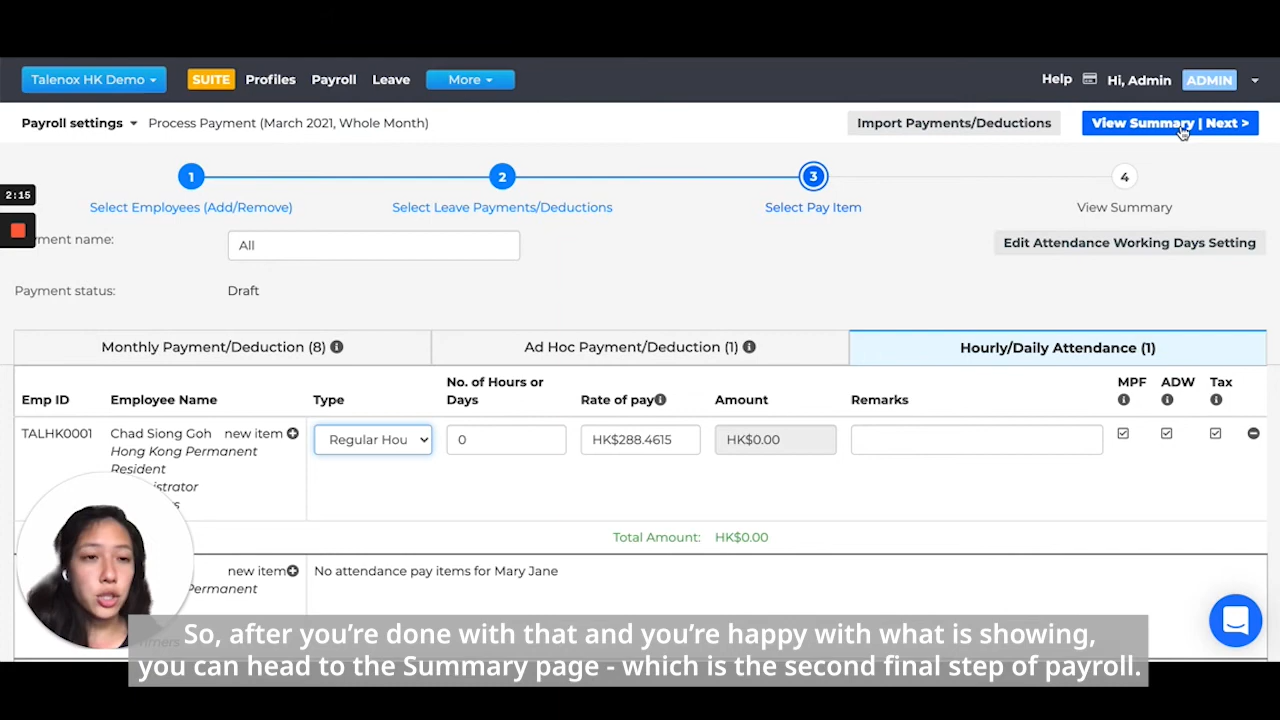 Talenox HK Demo
SUITE
Profiles
Payroll
Leave
More
Help
Hi, Admin
ADMIN
Payroll settings
Process Payment (March 2021, Whole Month)
Import Payments/Deductions
View Summary | Next >
1
2
3
4
2:15
Select Employees (Add/Remove)
Select Leave Payments/Deductions
Select Pay Item
View Summary
yment name:
All
Edit Attendance Working Days Setting
Payment status:
Draft
Monthly Payment/Deduction (8)
Ad Hoc Payment/Deduction (1)
Hourly/Daily Attendance (1)
Emp ID
Employee Name
Type
No. of Hours or
Days
Rate of pay
Amount
Remarks
MPF
ADW
Tax
TALHK0001
Chad Siong Goh
new item
Regular Hou
0
HK$288.4615
HK$0.00
Hong Kong Permanent
Resident
istrator
s
Total Amount:
HK$0.00
new item
No attendance pay items for Mary Jane
Permanent
So, after you’re done with that and you’re happy with what is showing,
you can head to the Summary page - which is the second final step of payroll.